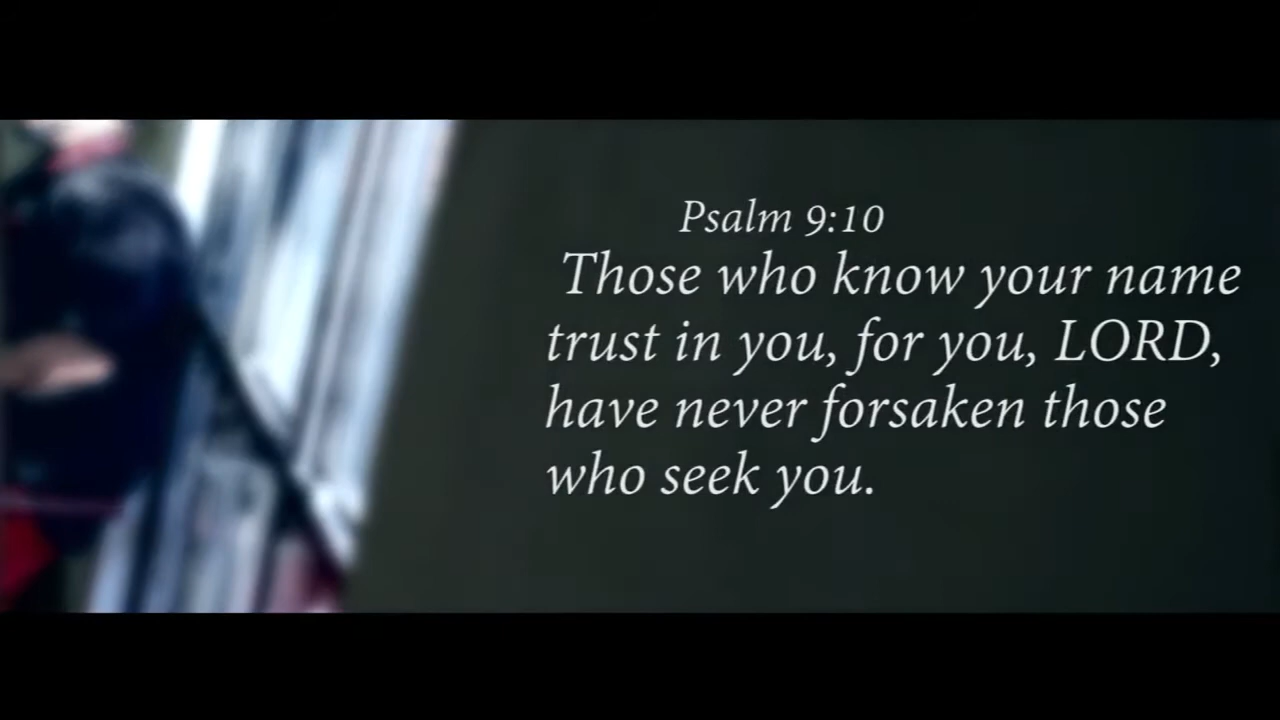 Psalm 9:10
Those who know your name
trust in you, for you, LORD,
have never forsaken those
who seek you.